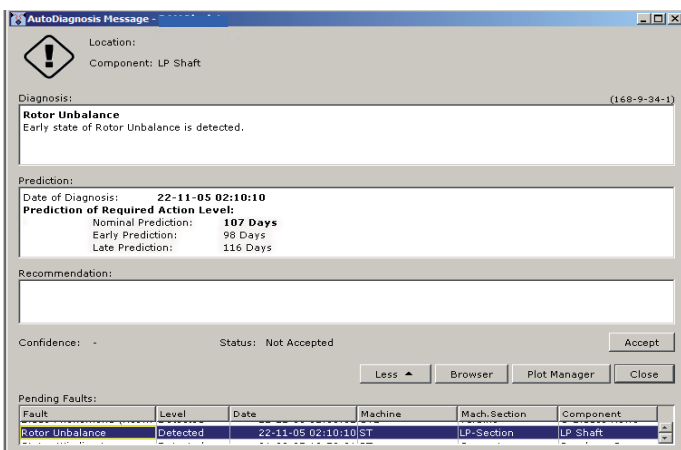 AutoDiagnosis Message -
Location:
Component: LP Shaft
Diagnosis: (168-9-34-1)
Rotor Unbalance
Early state of Rotor Unbalance is detected.
Prediction:
Date of Diagnosis: 22-11-05 02:10:10
Prediction of Required Action Level:
Nominal Prediction: 107 Days
Early Prediction: 98 Days
Late Prediction: 116 Days
Recommendation:
Confidence: - Status: Not Accepted Accept
Less Browser Plot Manager Close
Pending Faults:
Fault Level Date Machine Mach.Section Component
Rotor Unbalance Detected 22-11-05 02:10:10 ST LP-Section LP Shaft